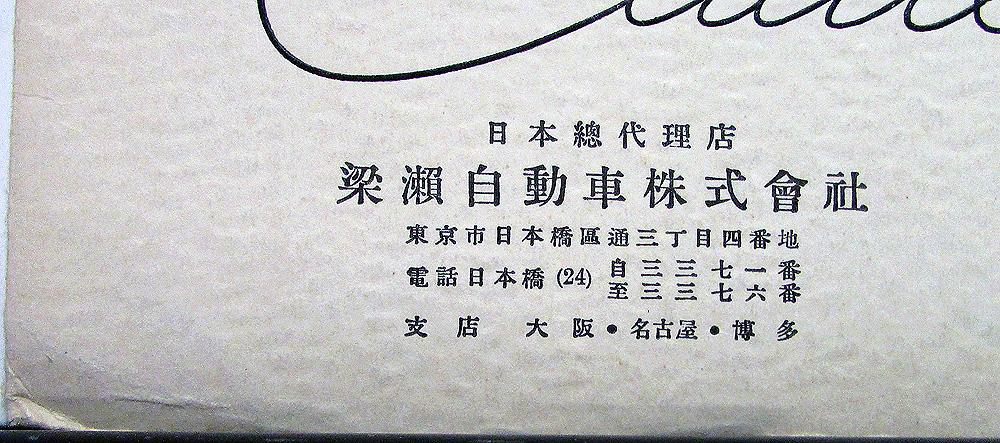 日本總代理店
梁瀨自動車株式會社
東京市日本橋區通三丁目四番地
電話日本橋(24) 自三三七一番
至三三七六番
支店 大阪・名古屋・博多